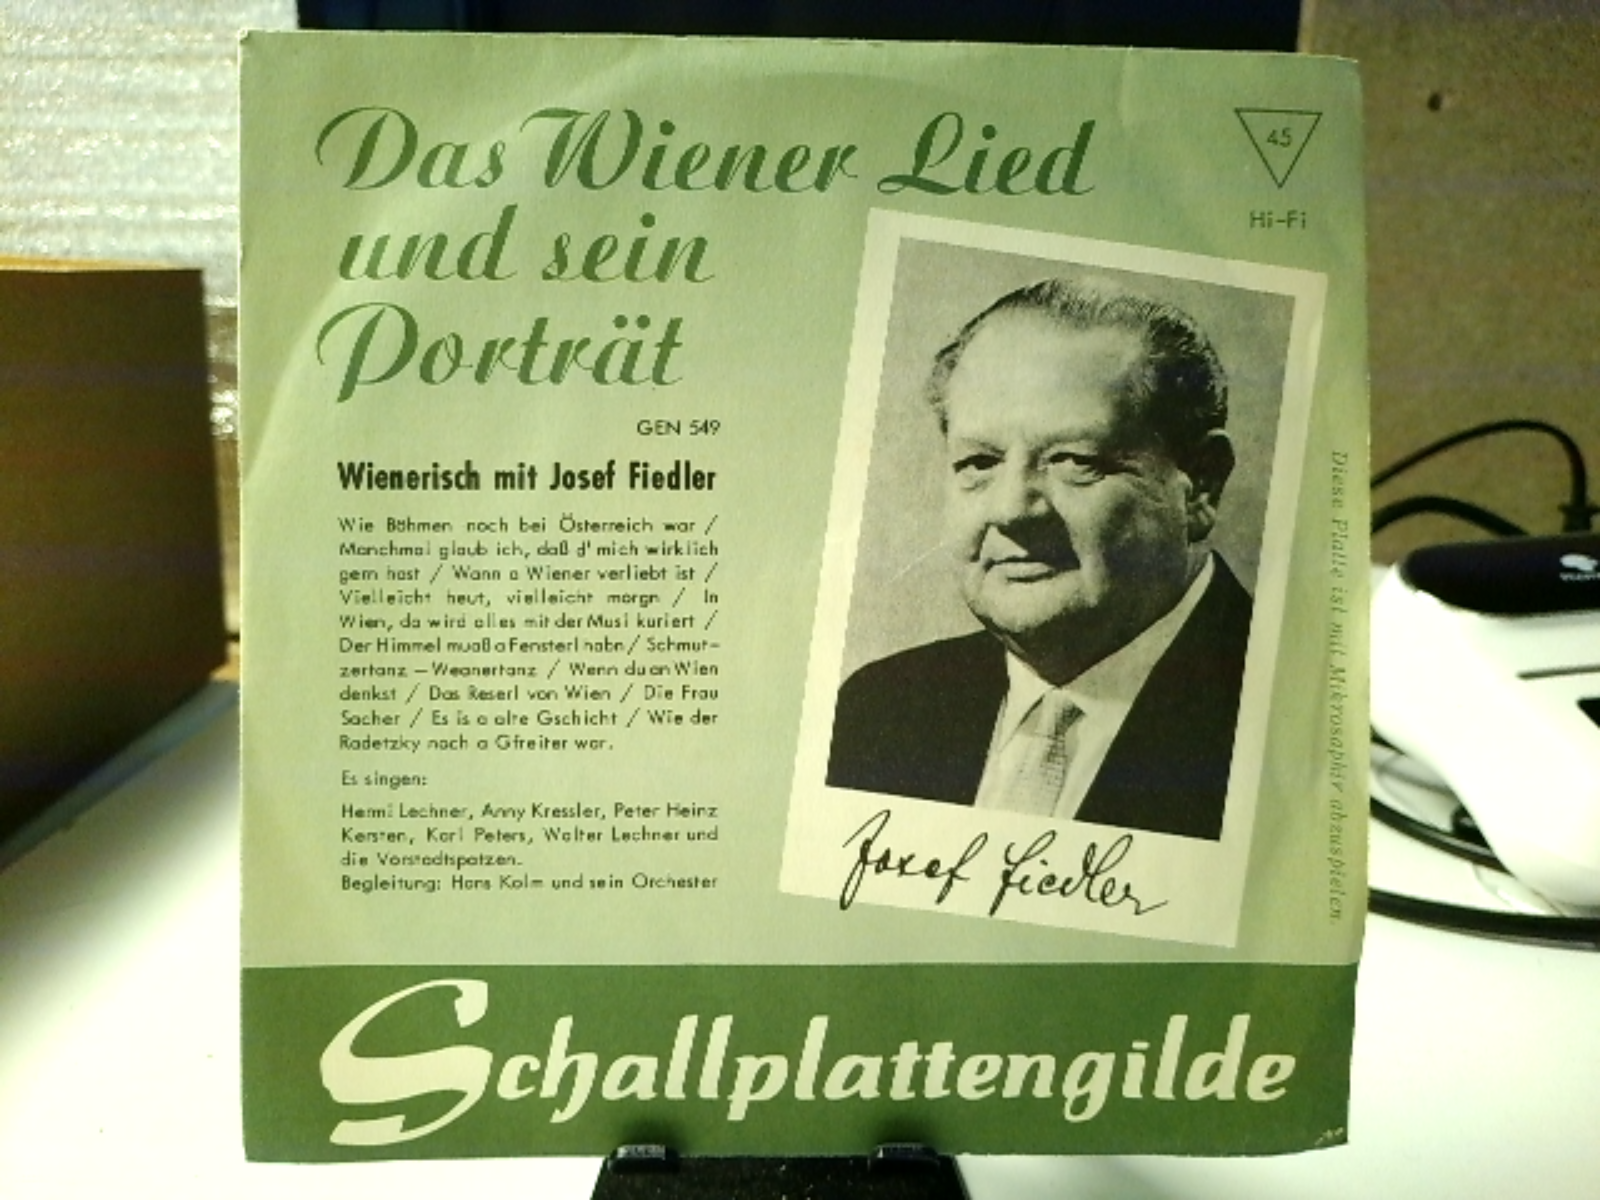 Das Wiener Lied
und sein
Porträt
45
Hi-Fi
GEN 549
Wienerisch mit Josef Fiedler
Wie Böhmen noch bei Österreich war /
Manchmal glaub ich, daß d' mich wirklich
gern hast / Wann a Wiener verliebt ist /
Vielleicht heut, vielleicht morgn / In
Wien, da wird alles mit der Musi kuriert /
Der Himmel muaß a Fensterl habn / Schmut-
zertanz – Weanertanz / Wenn du an Wien
denkst / Das Reserl von Wien / Die Frau
Sacher / Es is a alte Gschicht / Wie der
Radetzky noch a Gfreiter war.
Es singen:
Hermi Lechner, Anny Kressler, Peter Heinz
Kersten, Karl Peters, Walter Lechner und
die Vorstadtspatzen.
Begleitung: Hans Kolm und sein Orchester
Josef Fiedler
Diese Platte ist mit Mikrosaphir abzuspielen.
Schallplattengilde